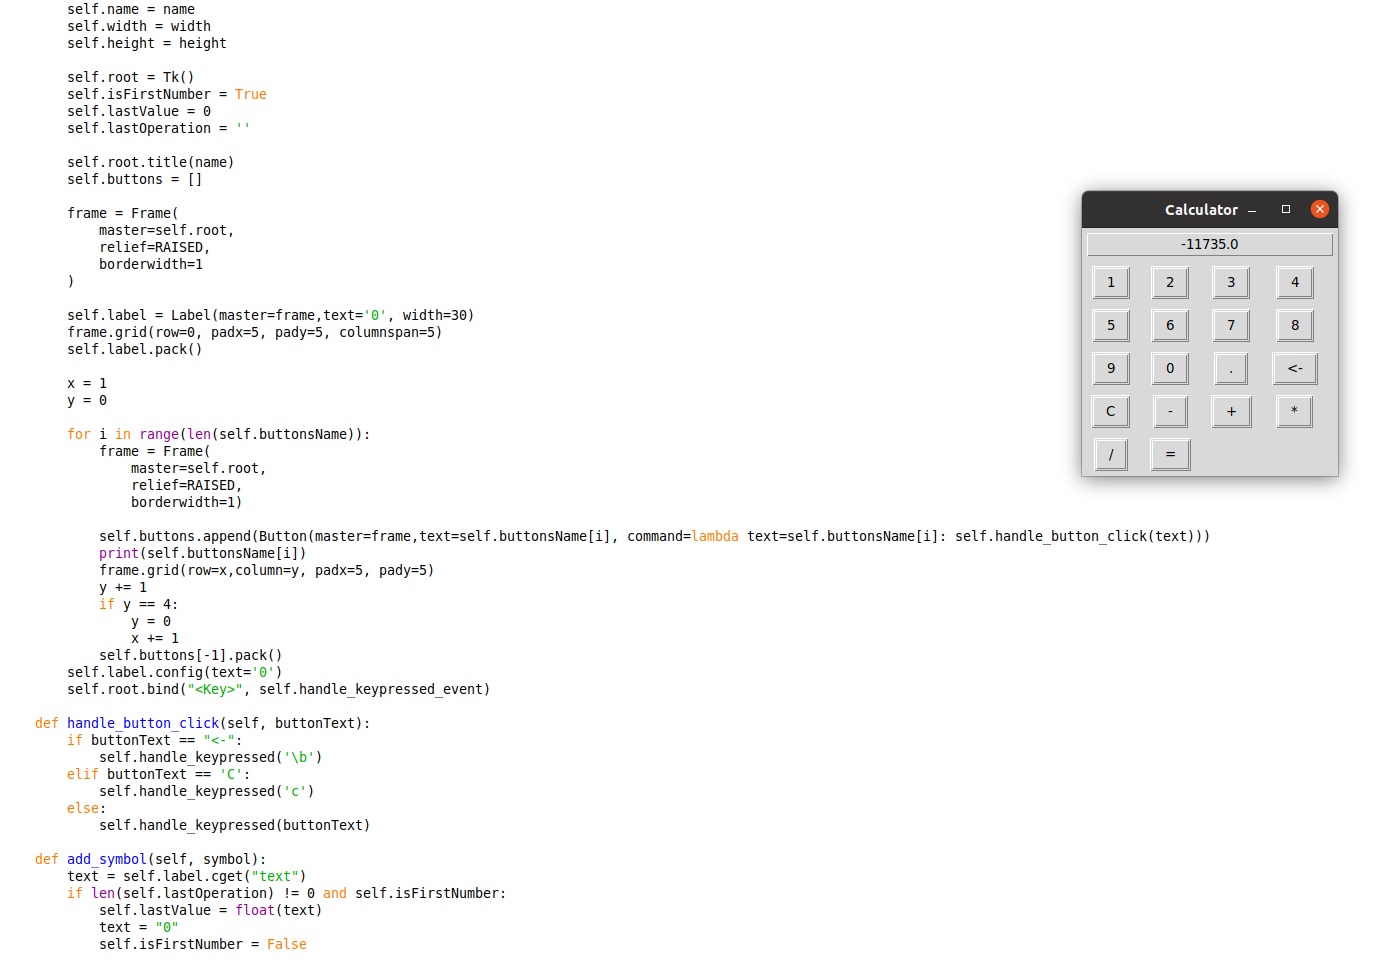 self.name = name
        self.width = width
        self.height = height

        self.root = Tk()
        self.isFirstNumber = True
        self.lastValue = 0
        self.lastOperation = ''

        self.root.title(name)
        self.buttons = []

        frame = Frame(
            master=self.root,
            relief=RAISED,
            borderwidth=1
        )

        self.label = Label(master=frame,text='0', width=30)
        frame.grid(row=0, padx=5, pady=5, columnspan=5)
        self.label.pack()

        x = 1
        y = 0

        for i in range(len(self.buttonsName)):
            frame = Frame(
                master=self.root,
                relief=RAISED,
                borderwidth=1)

            self.buttons.append(Button(master=frame,text=self.buttonsName[i], command=lambda text=self.buttonsName[i]: self.handle_button_click(text)))
            print(self.buttonsName[i])
            frame.grid(row=x,column=y, padx=5, pady=5)
            y += 1
            if y == 4:
                y = 0
                x += 1
            self.buttons[-1].pack()
        self.label.config(text='0')
        self.root.bind("<Key>", self.handle_keypressed_event)

    def handle_button_click(self, buttonText):
        if buttonText == "<-":
            self.handle_keypressed('\b')
        elif buttonText == 'C':
            self.handle_keypressed('c')
        else:
            self.handle_keypressed(buttonText)

    def add_symbol(self, symbol):
        text = self.label.cget("text")
        if len(self.lastOperation) != 0 and self.isFirstNumber:
            self.lastValue = float(text)
            text = "0"
            self.isFirstNumber = False
Calculator
-11735.0
1 2 3 4
5 6 7 8
9 0 . <-
C - + *
/ =